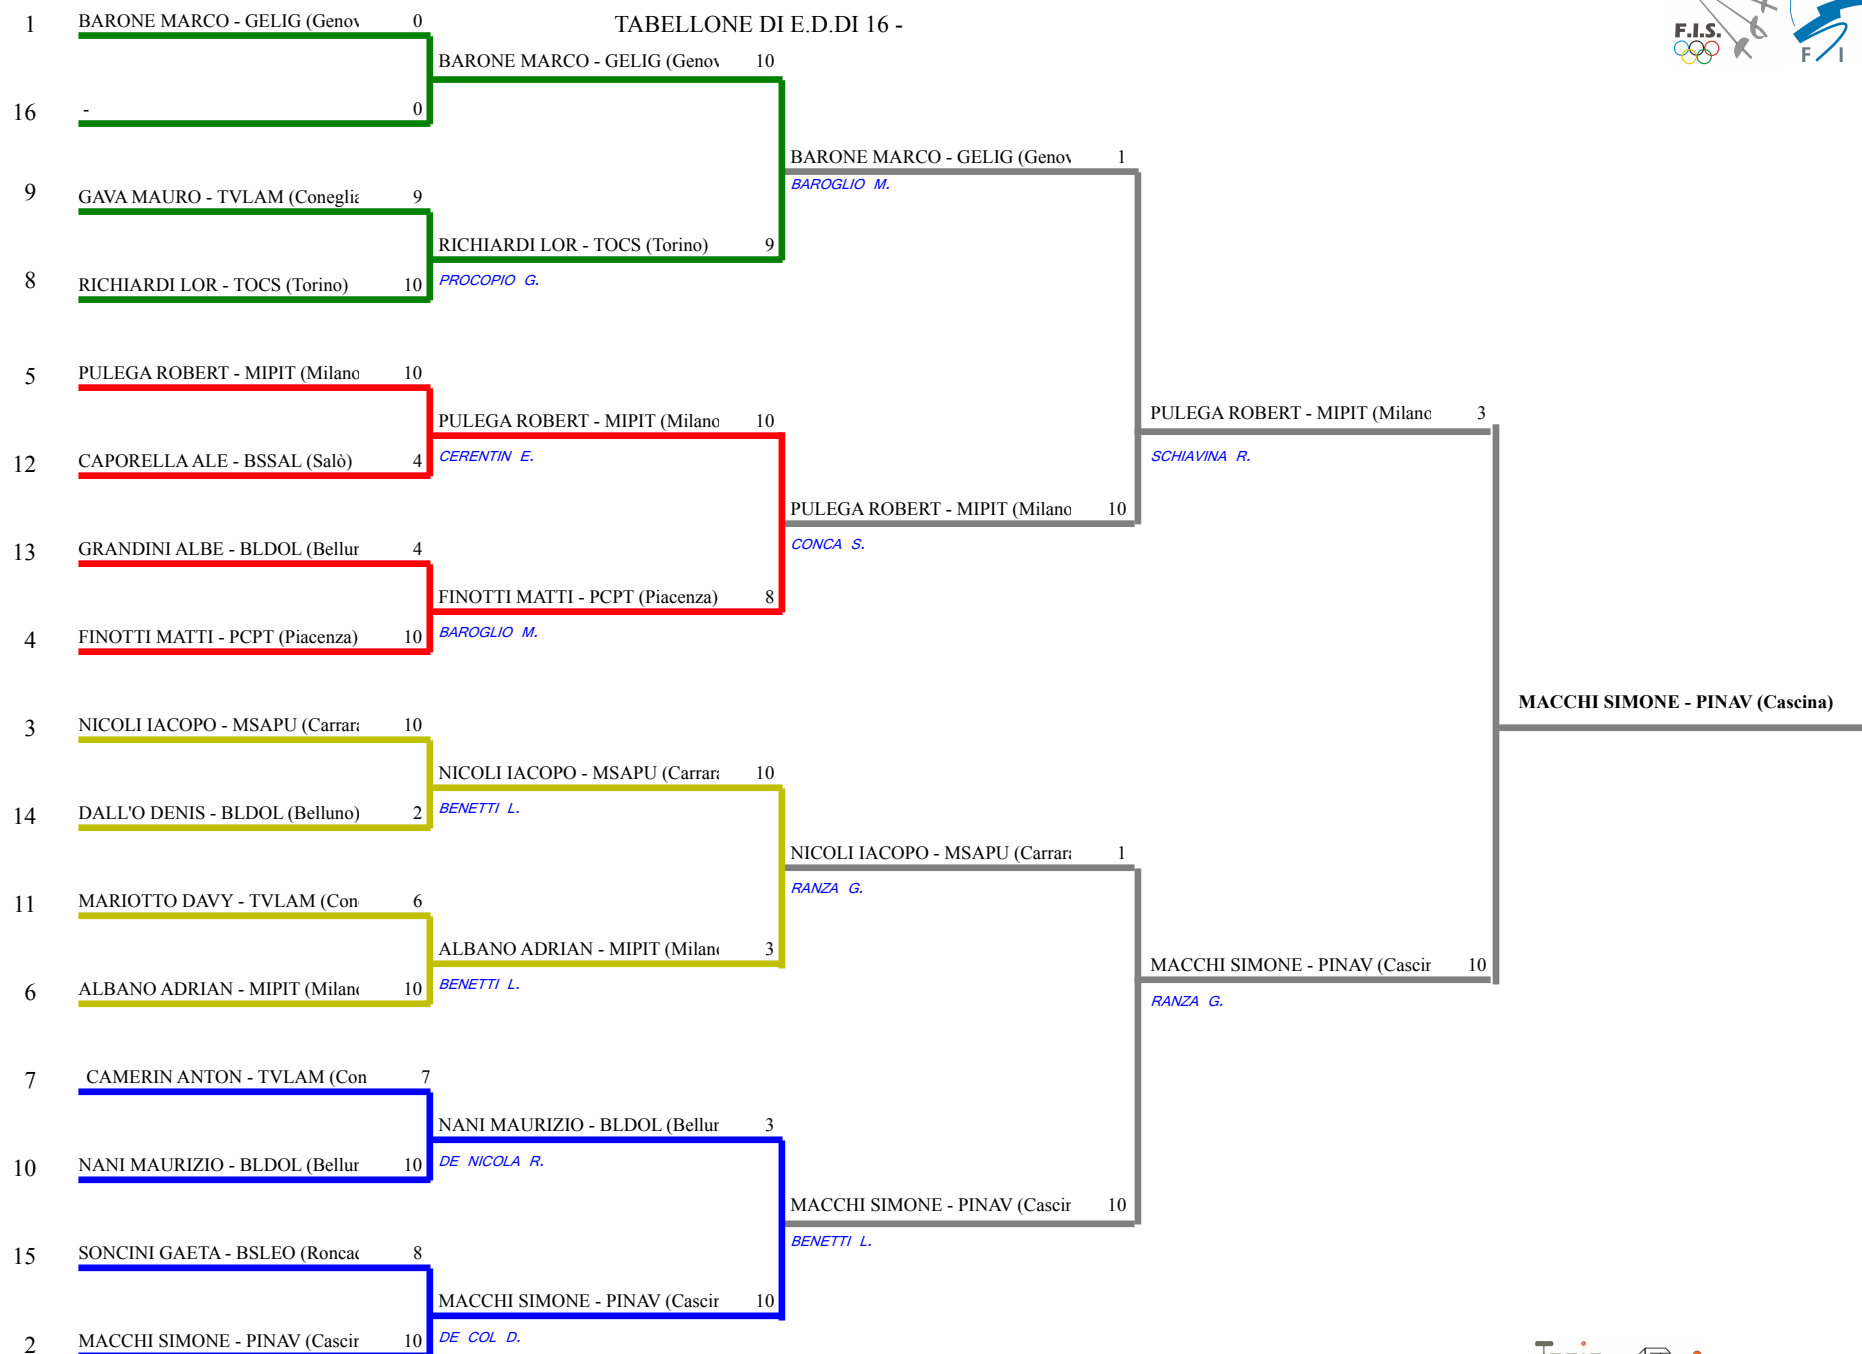 TABELLONE DI E.D.DI 16 -
F.I.S.
F I
1 BARONE MARCO - GELIG (Genov 0
BARONE MARCO - GELIG (Genov 10
16 - 0
BARONE MARCO - GELIG (Genov 1
BAROGLIO M.
9 GAVA MAURO - TVLAM (Coneglia 9
RICHIARDI LOR - TOCS (Torino) 9
8 RICHIARDI LOR - TOCS (Torino) 10
PROCOPIO G.
5 PULEGA ROBERT - MIPIT (Milano 10
PULEGA ROBERT - MIPIT (Milano 10
PULEGA ROBERT - MIPIT (Milano 3
12 CAPORELLA ALE - BSSAL (Salò) 4
CERENTIN E.
SCHIAVINA R.
PULEGA ROBERT - MIPIT (Milano 10
CONCA S.
13 GRANDINI ALBE - BLDOL (Bellur 4
FINOTTI MATTI - PCPT (Piacenza) 8
4 FINOTTI MATTI - PCPT (Piacenza) 10
BAROGLIO M.
MACCHI SIMONE - PINAV (Cascina)
3 NICOLI IACOPO - MSAPU (Carrara 10
NICOLI IACOPO - MSAPU (Carrara 10
14 DALL'O DENIS - BLDOL (Belluno) 2
BENETTI L.
NICOLI IACOPO - MSAPU (Carrara 1
RANZA G.
11 MARIOTTO DAVY - TVLAM (Con 6
ALBANO ADRIAN - MIPIT (Milano 3
MACCHI SIMONE - PINAV (Cascir 10
6 ALBANO ADRIAN - MIPIT (Milano 10
BENETTI L.
RANZA G.
7 CAMERIN ANTON - TVLAM (Con 7
NANI MAURIZIO - BLDOL (Bellur 3
10 NANI MAURIZIO - BLDOL (Bellur 10
DE NICOLA R.
MACCHI SIMONE - PINAV (Cascir 10
BENETTI L.
15 SONCINI GAETA - BSLEO (Roncac 8
MACCHI SIMONE - PINAV (Cascir 10
2 MACCHI SIMONE - PINAV (Cascir 10
DE COL D.